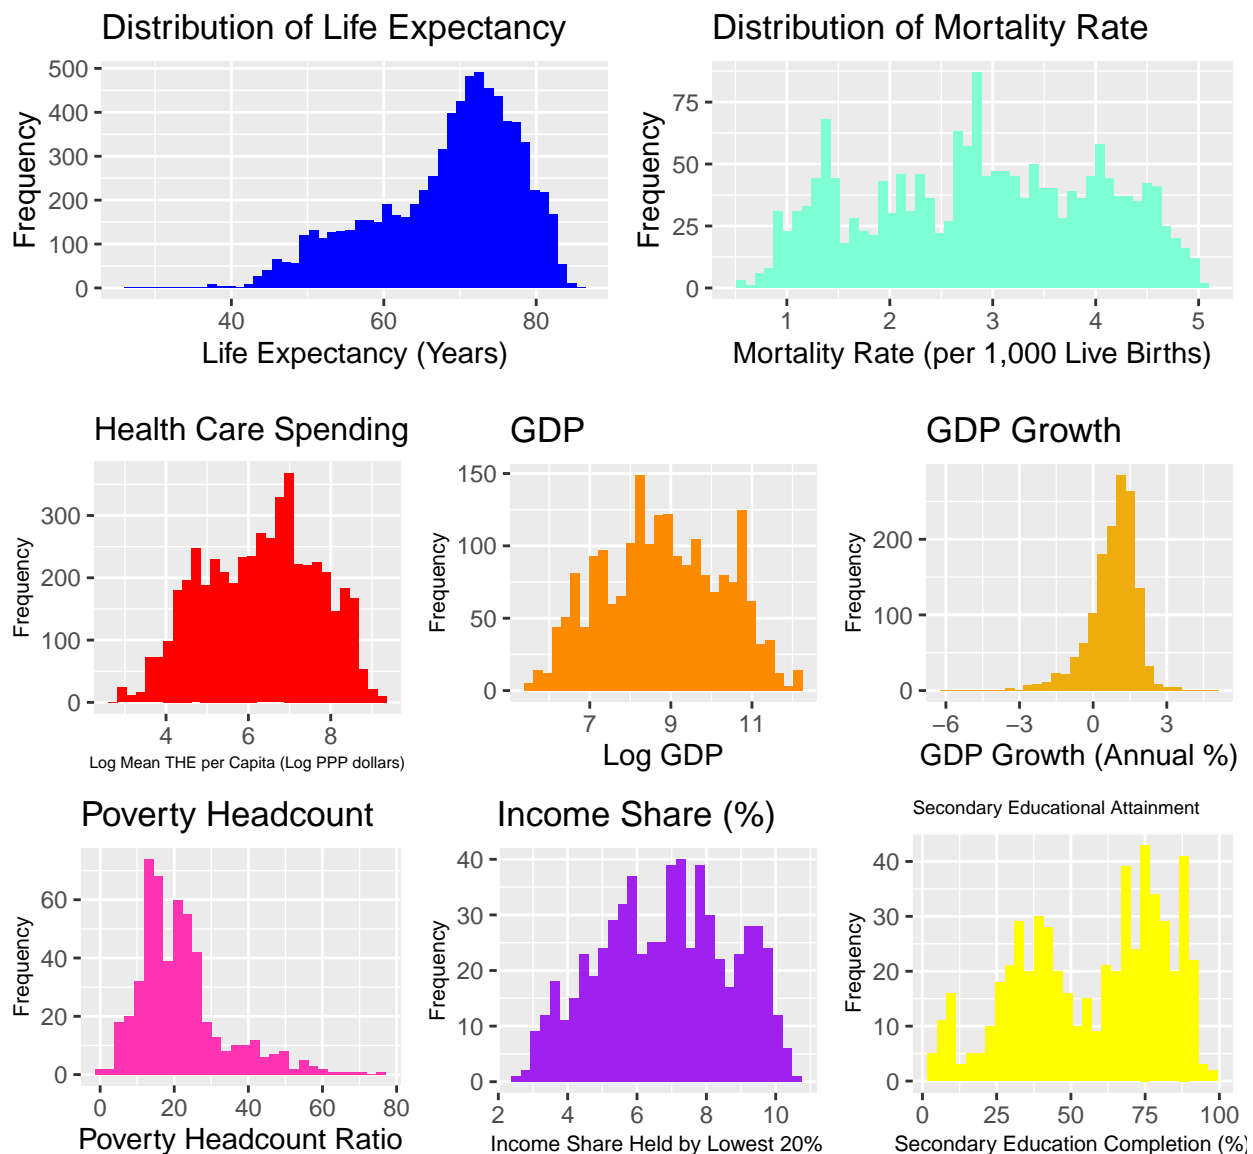 Distribution of Life Expectancy
Frequency
500
400
300
200
100
0
40 60 80
Life Expectancy (Years)
Distribution of Mortality Rate
Frequency
75
50
25
0
1 2 3 4 5
Mortality Rate (per 1,000 Live Births)
Health Care Spending
Frequency
300
200
100
0
4 6 8
Log Mean THE per Capita (Log PPP dollars)
GDP
Frequency
150
100
50
0
7 9 11
Log GDP
GDP Growth
Frequency
200
100
0
−6 −3 0 3
GDP Growth (Annual %)
Poverty Headcount
Frequency
60
40
20
0
0 20 40 60 80
Poverty Headcount Ratio
Income Share (%)
Frequency
40
30
20
10
0
2 4 6 8 10
Income Share Held by Lowest 20%
Secondary Educational Attainment
Frequency
40
30
20
10
0
0 25 50 75 100
Secondary Education Completion (%)